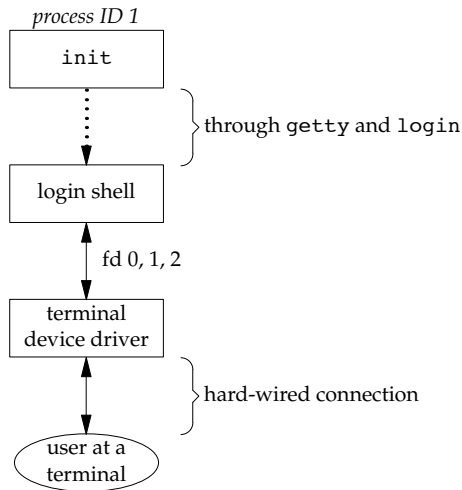 process ID 1
init
through getty and login
login shell
fd 0, 1, 2
terminal
device driver
hard-wired connection
user at a
terminal